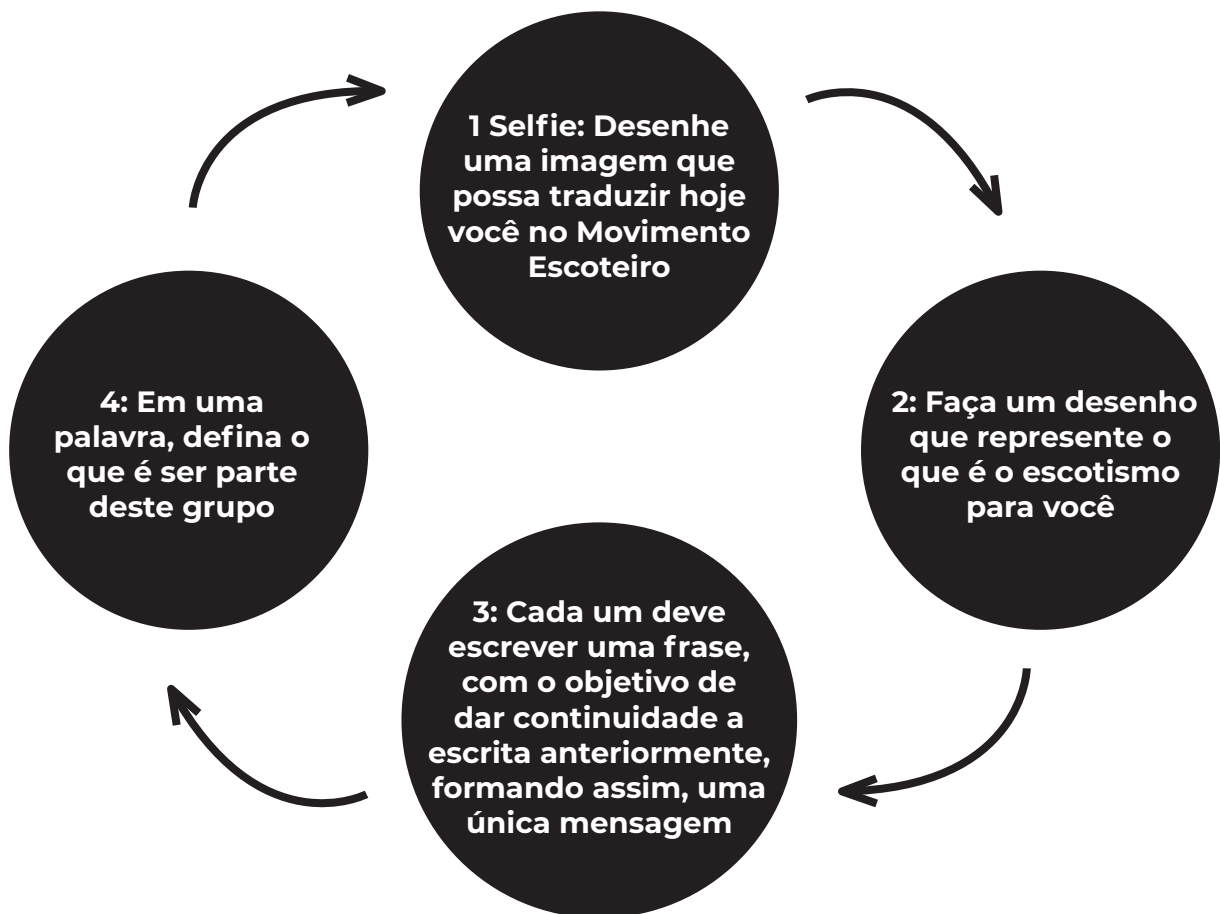 1 Selfie: Desenhe
uma imagem que
possa traduzir hoje
você no Movimento
Escoteiro
2: Faça um desenho
que represente o
que é o escotismo
para você
3: Cada um deve
escrever uma frase,
com o objetivo de
dar continuidade a
escrita anteriormente,
formando assim, uma
única mensagem
4: Em uma
palavra, defina o
que é ser parte
deste grupo